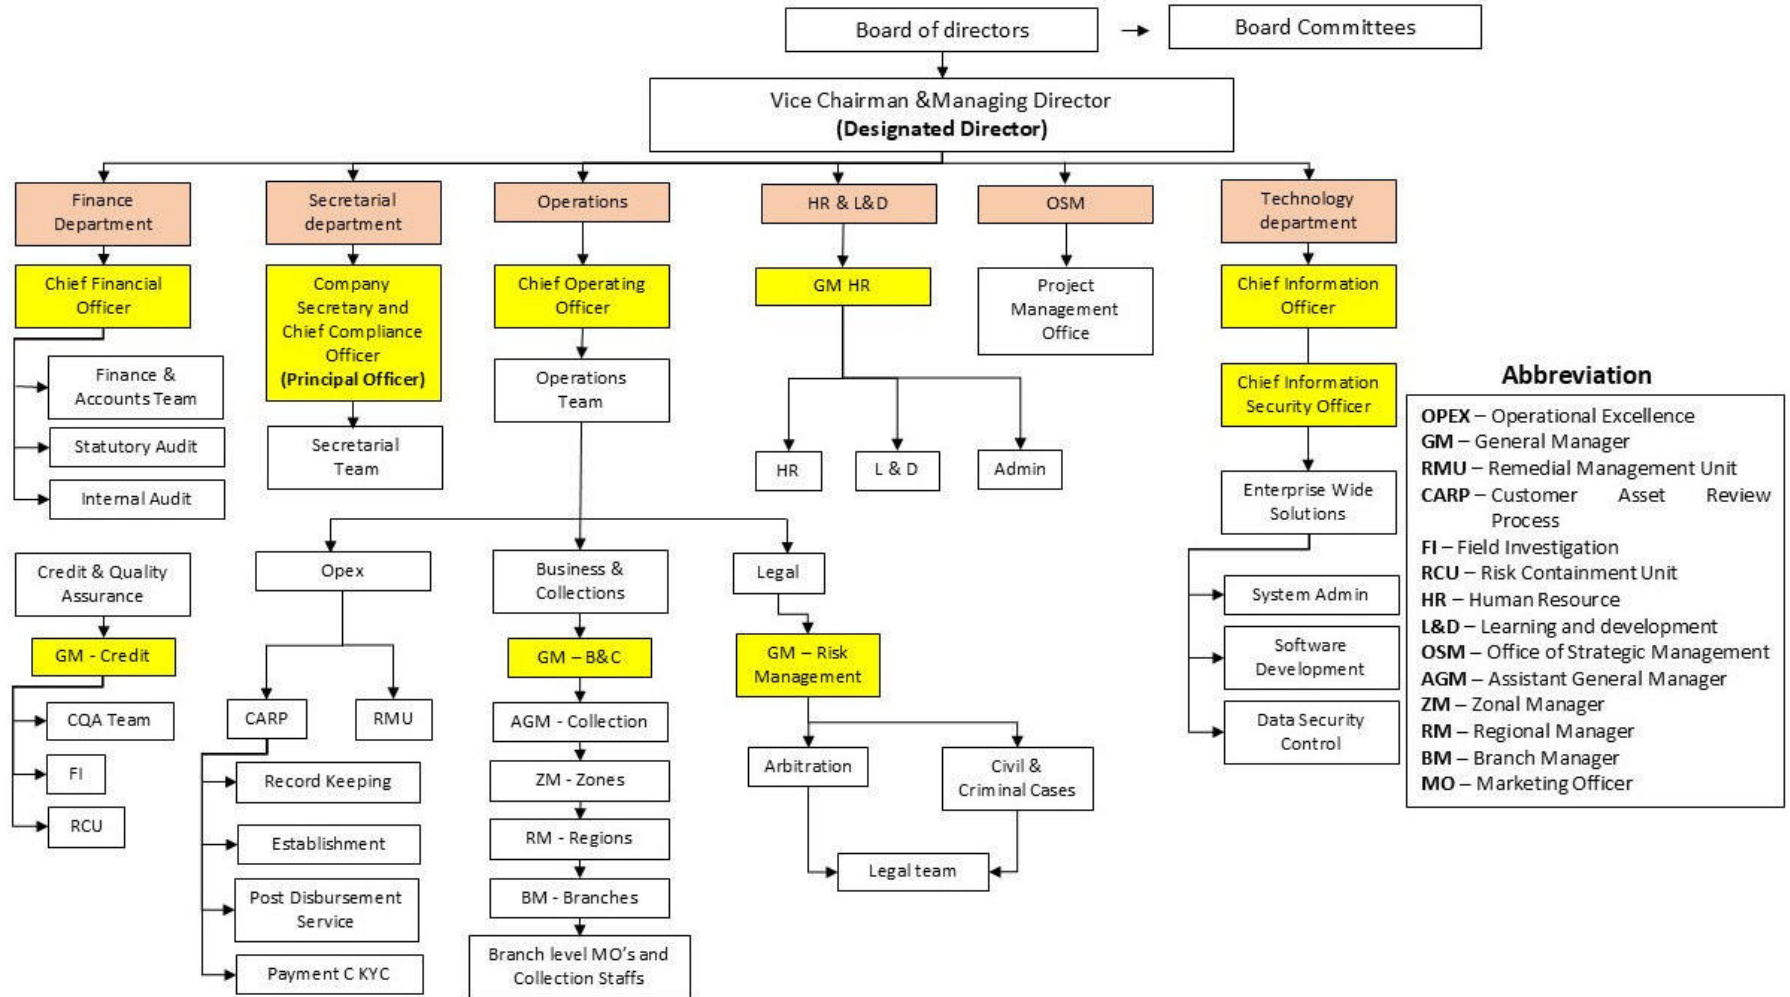 Board of directors
Board Committees
Vice Chairman &Managing Director
(Designated Director)
Finance
Department
Secretarial
department
Operations
HR & L&D
OSM
Technology
department
Chief Financial
Officer
Company
Secretary and
Chief Compliance
Officer
(Principal Officer)
Chief Operating
Officer
GM HR
Project
Management
Office
Chief Information
Officer
Finance &
Accounts Team
Statutory Audit
Internal Audit
Secretarial
Team
Operations
Team
HR
L & D
Admin
Chief Information
Security Officer
Enterprise Wide
Solutions
System Admin
Software
Development
Data Security
Control
Credit & Quality
Assurance
GM - Credit
CQA Team
FI
RCU
Opex
CARP
RMU
Record Keeping
Establishment
Post Disbursement
Service
Payment C KYC
Business &
Collections
GM – B&C
AGM - Collection
ZM - Zones
RM - Regions
BM - Branches
Branch level MO's and
Collection Staffs
Legal
GM – Risk
Management
Arbitration
Civil &
Criminal Cases
Legal team
Abbreviation
OPEX – Operational Excellence
GM – General Manager
RMU – Remedial Management Unit
CARP – Customer Asset Review
Process
FI – Field Investigation
RCU – Risk Containment Unit
HR – Human Resource
L&D – Learning and development
OSM – Office of Strategic Management
AGM – Assistant General Manager
ZM – Zonal Manager
RM – Regional Manager
BM – Branch Manager
MO – Marketing Officer